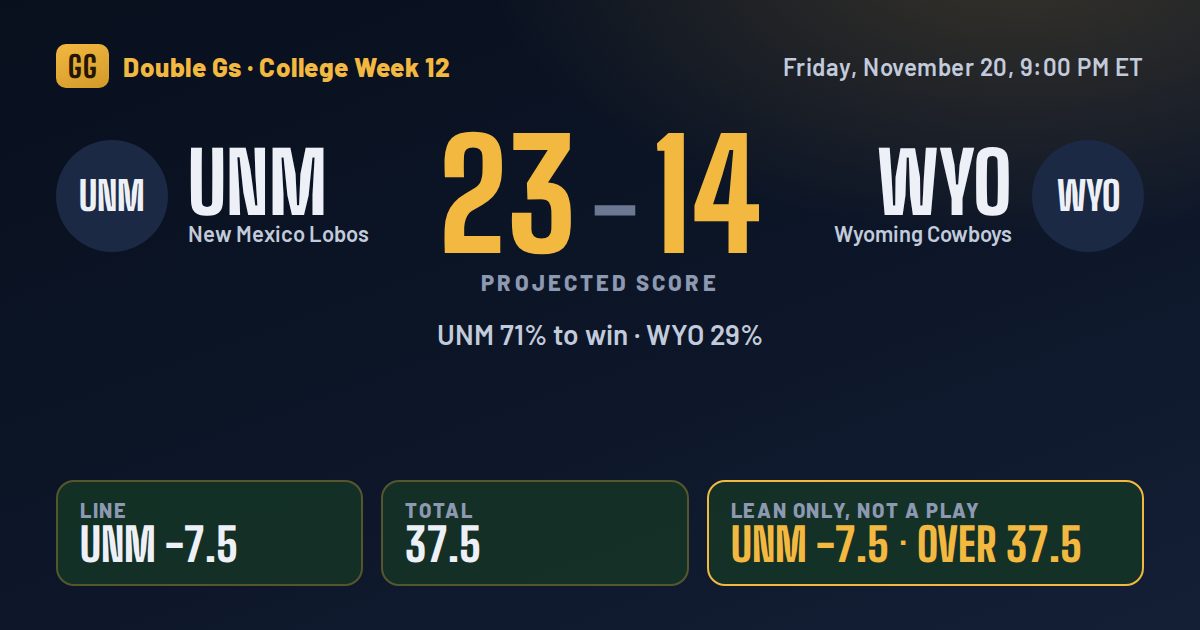 GG Double Gs · College Week 12
Friday, November 20, 9:00 PM ET
UNM
UNM
New Mexico Lobos
23 – 14
PROJECTED SCORE
UNM 71% to win · WYO 29%
WYO
Wyoming Cowboys
WYO
LINE
UNM −7.5
TOTAL
37.5
LEAN ONLY, NOT A PLAY
UNM −7.5 · OVER 37.5